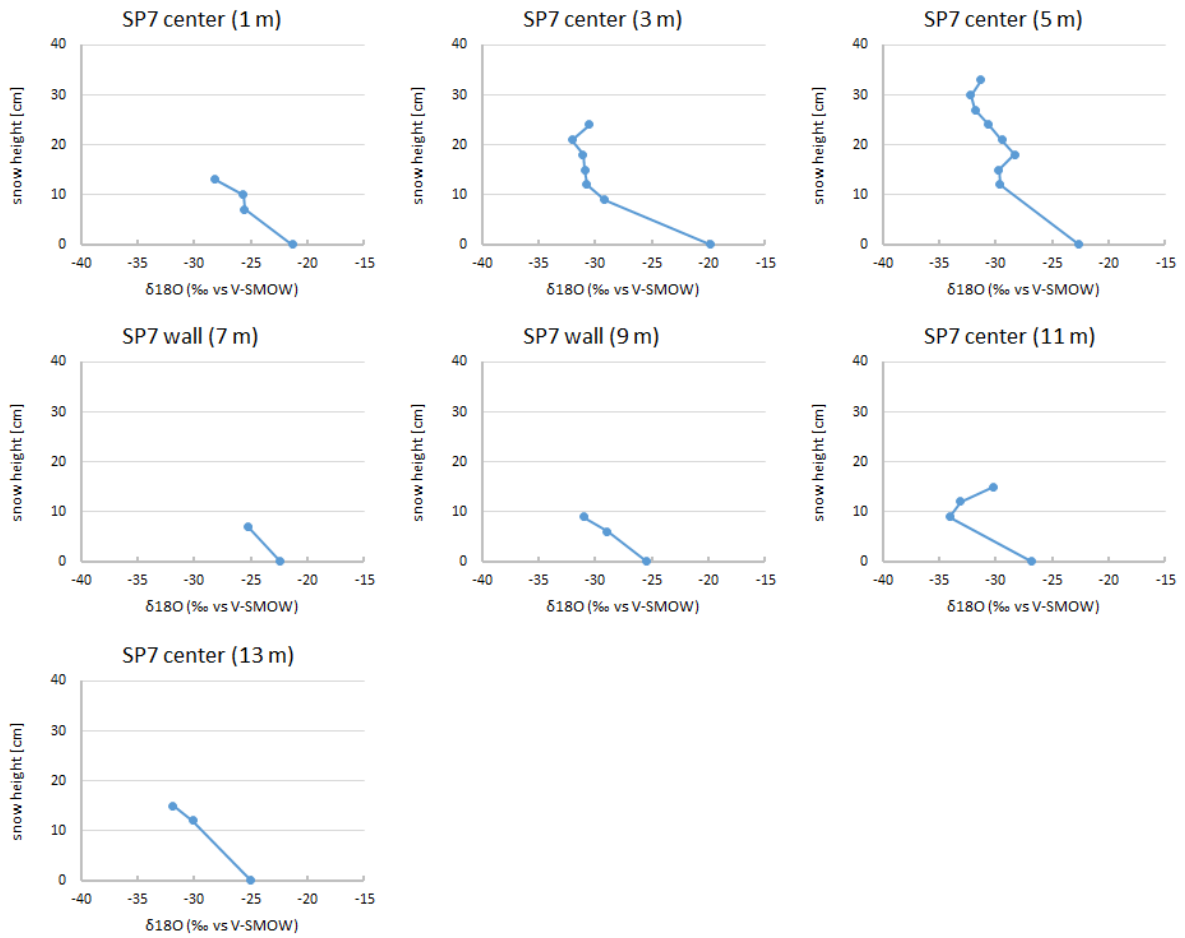 SP7 center (1 m)
40
30
20
10
0
snow height [cm]
-40 -35 -30 -25 -20 -15
δ18O (‰ vs V-SMOW)
SP7 center (3 m)
40
30
20
10
0
snow height [cm]
-40 -35 -30 -25 -20 -15
δ18O (‰ vs V-SMOW)
SP7 center (5 m)
40
30
20
10
0
snow height [cm]
-40 -35 -30 -25 -20 -15
δ18O (‰ vs V-SMOW)
SP7 wall (7 m)
40
30
20
10
0
snow height [cm]
-40 -35 -30 -25 -20 -15
δ18O (‰ vs V-SMOW)
SP7 wall (9 m)
40
30
20
10
0
snow height [cm]
-40 -35 -30 -25 -20 -15
δ18O (‰ vs V-SMOW)
SP7 center (11 m)
40
30
20
10
0
snow height [cm]
-40 -35 -30 -25 -20 -15
δ18O (‰ vs V-SMOW)
SP7 center (13 m)
40
30
20
10
0
snow height [cm]
-40 -35 -30 -25 -20 -15
δ18O (‰ vs V-SMOW)